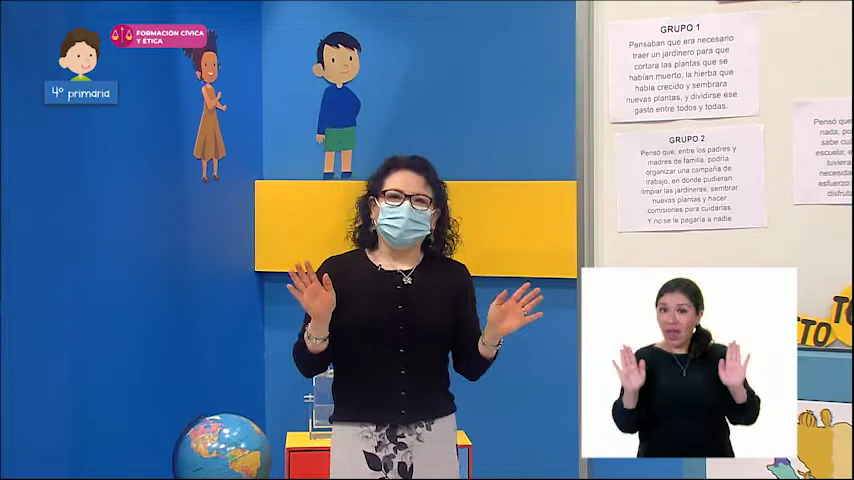 FORMACIÓN CÍVICA
Y ÉTICA
4º primaria
GRUPO 1
Pensaban que era necesario
traer un jardinero para que
cortara las plantas que se
habían muerto, la hierba que
había crecido y sembrara
nuevas plantas, y dividirse ese
gasto entre todos y todas.
GRUPO 2
Pensó que, entre los padres y
madres de familia, podría
organizar una campaña de
trabajo, en donde pudieran
limpiar las jardineras, sembrar
nuevas plantas y hacer
comisiones para cuidarlas.
Y no se le pagaría a nadie.
Pensó que
nada, po
sabe cui
escuela, e
tuviera
necesida
esfuerzo
disfruta